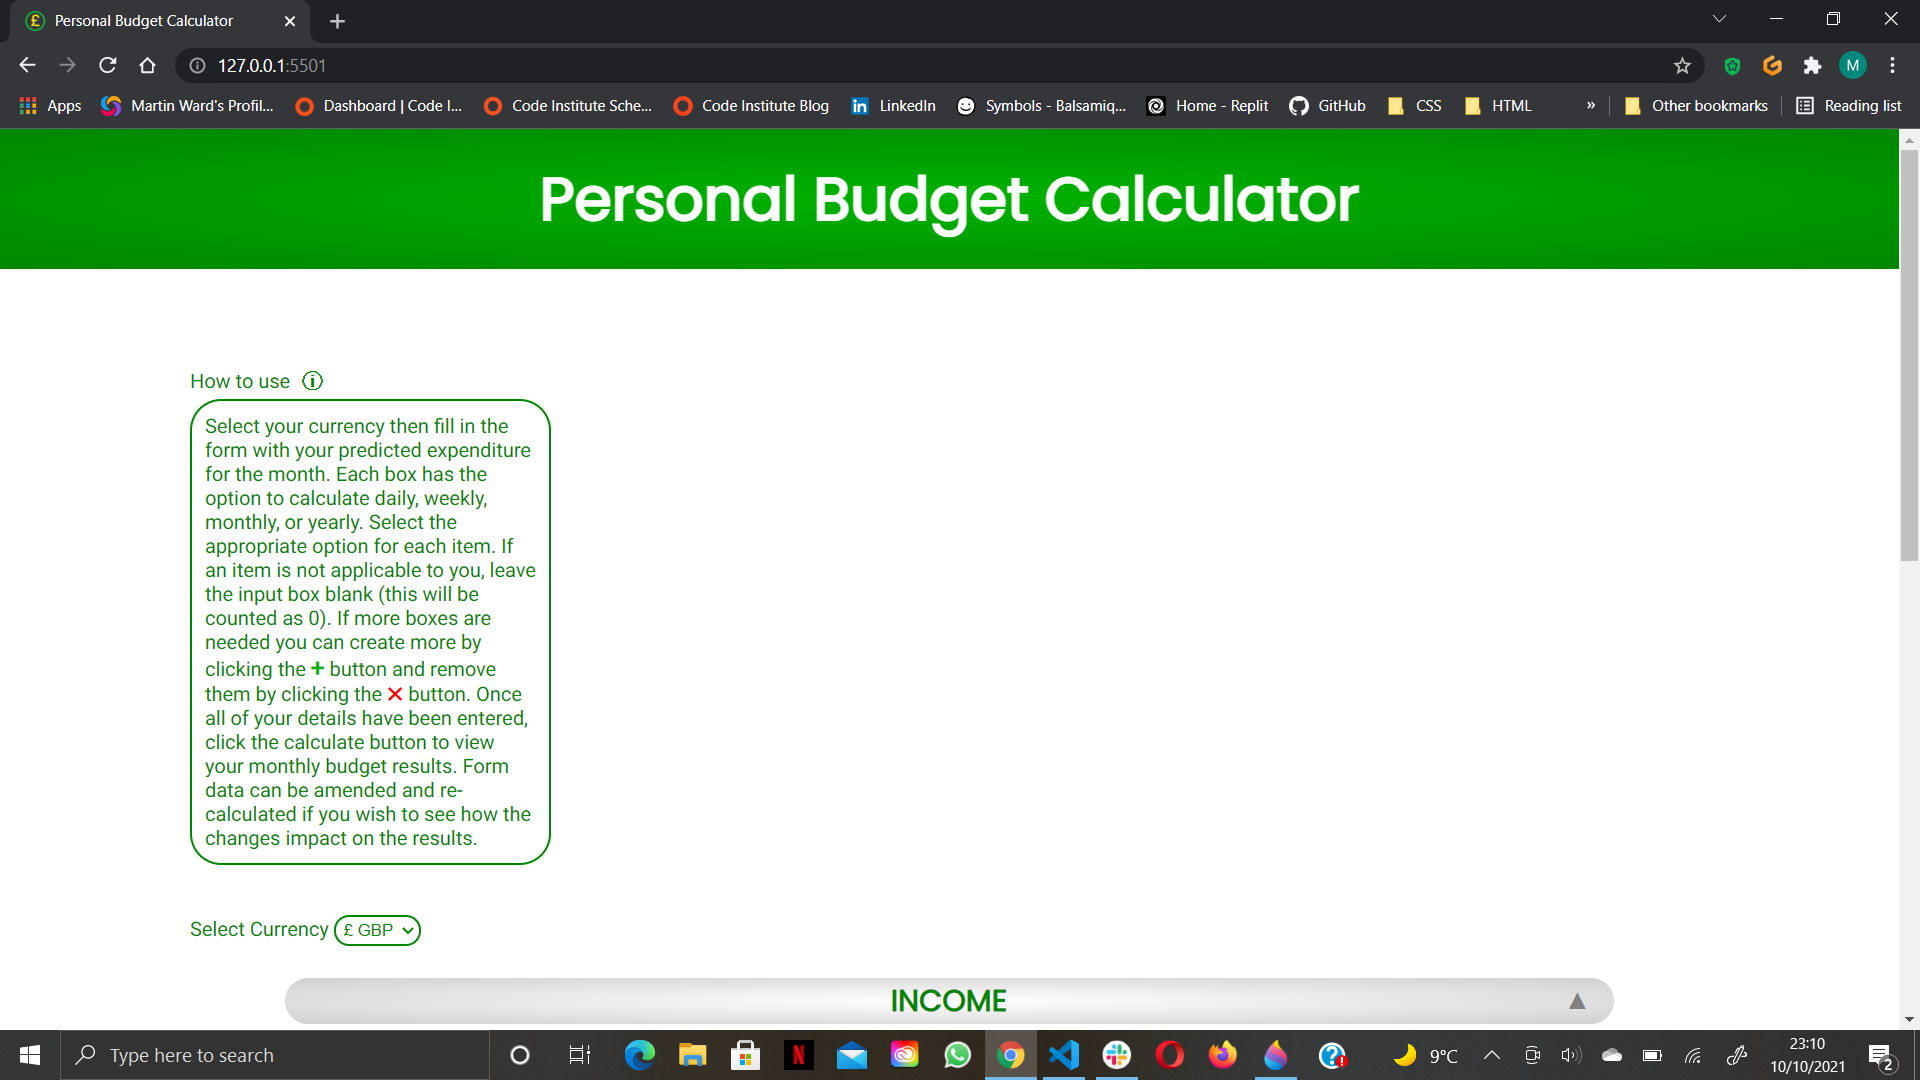 Personal Budget Calculator
127.0.0.1:5501
M
Apps
Martin Ward's Profil...
Dashboard | Code I...
Code Institute Sche...
Code Institute Blog
LinkedIn
Symbols - Balsamiq...
Home - Replit
GitHub
CSS
HTML
»
Other bookmarks
Reading list
Personal Budget Calculator
How to use
Select your currency then fill in the
form with your predicted expenditure
for the month. Each box has the
option to calculate daily, weekly,
monthly, or yearly. Select the
appropriate option for each item. If
an item is not applicable to you, leave
the input box blank (this will be
counted as 0). If more boxes are
needed you can create more by
clicking the + button and remove
them by clicking the ✕ button. Once
all of your details have been entered,
click the calculate button to view
your monthly budget results. Form
data can be amended and re-
calculated if you wish to see how the
changes impact on the results.
Select Currency £ GBP
INCOME ▲
Type here to search
9°C
23:10
10/10/2021
2